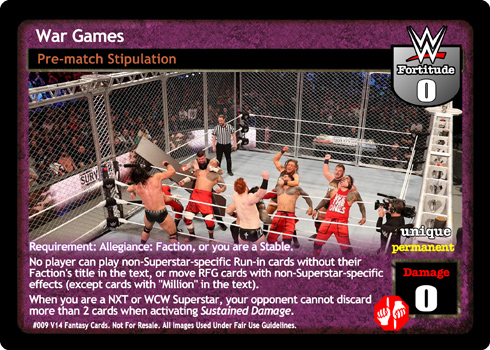 War Games
Pre-match Stipulation
W
Fortitude
0
SURV
Requirement: Allegiance: Faction, or you are a Stable.
No player can play non-Superstar-specific Run-in cards without their
Faction's title in the text, or move RFG cards with non-Superstar-specific
effects (except cards with "Million" in the text).
When you are a NXT or WCW Superstar, your opponent cannot discard
more than 2 cards when activating Sustained Damage.
#009 V14 Fantasy Cards. Not For Resale. All Images Used Under Fair Use Guidelines.
unique
permanent
Damage
0